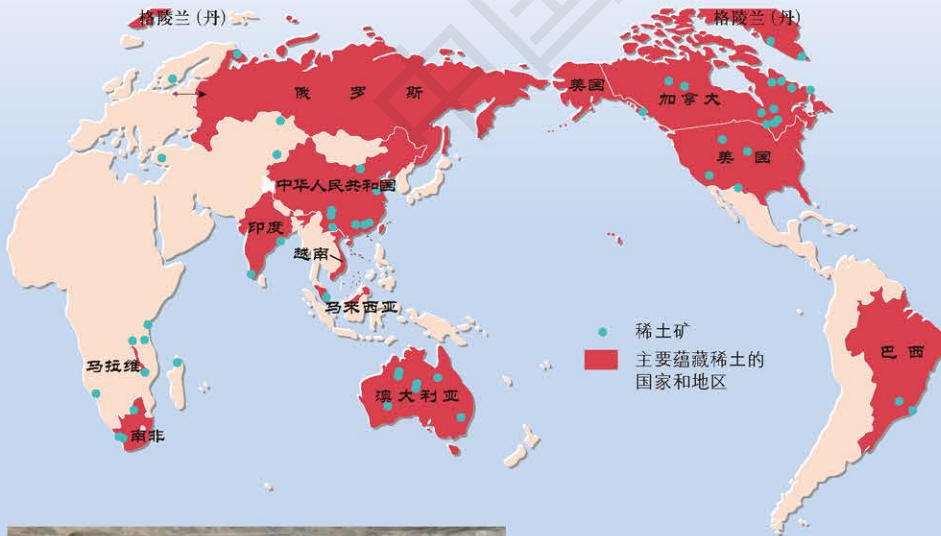 格陵兰(丹)
格陵兰(丹)
俄罗斯
美国
加拿大
中华人民共和国
美国
印度
越南
马来西亚
稀土矿
主要蕴藏稀土的
国家和地区
巴西
马拉维
澳大利亚
南非
中国